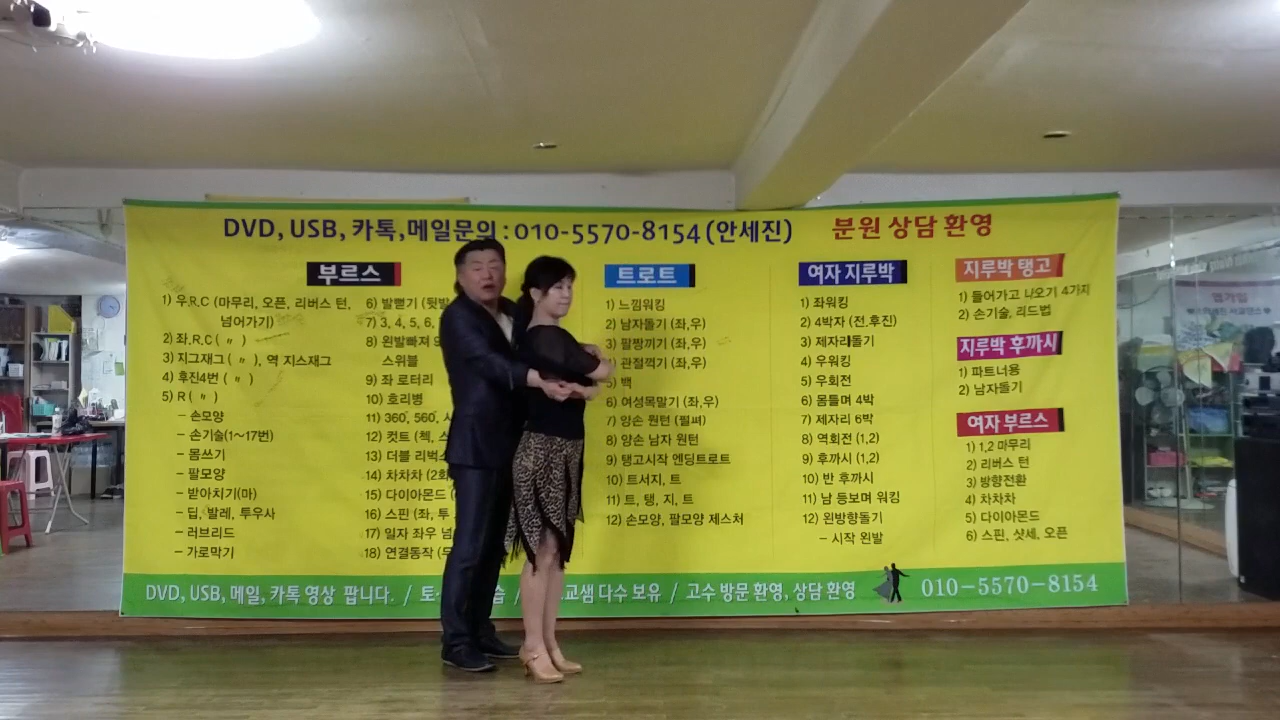 DVD, USB, 카톡, 메일문의 : 010-5570-8154 (안세진)
분원 상담 환영
부르스
1) 우.R.C (마무리, 오픈, 리버스 턴,
넘어가기)
2) 좌.R.C ( 〃 )
3) 지그재그 ( 〃 ), 역 지스재그
4) 후진4번 ( 〃 )
5) R ( 〃 )
- 손모양
- 손기술(1~17번)
- 몸쓰기
- 팔모양
- 받아치기(마)
- 딥, 발레, 투우사
- 러브리드
- 가로막기
6) 발뻗기 (뒷발
7) 3, 4, 5, 6,
8) 왼발빠져
스위블
9) 좌 로터리
10) 호리병
11) 360, 560,
12) 컷트 (첵,
13) 더블 리벅
14) 차차차 (2회
15) 다이아몬드
16) 스핀 (좌, 투
17) 일자 좌우
18) 연결동작
트로트
1) 느낌워킹
2) 남자돌기 (좌,우)
3) 팔짱끼기 (좌,우)
4) 관절꺽기 (좌,우)
5) 백
6) 여성목말기 (좌,우)
7) 양손 원턴 (펼펴)
8) 양손 남자 원턴
9) 탱고시작 엔딩트로트
10) 트서지, 트
11) 트, 탱, 지, 트
12) 손모양, 팔모양 제스처
여자 지루박
1) 좌워킹
2) 4박자 (전.후진)
3) 제자리돌기
4) 우워킹
5) 우회전
6) 몸틀며 4박
7) 제자리 6박
8) 역회전 (1,2)
9) 후까시 (1,2)
10) 반 후까시
11) 남 등보며 워킹
12) 왼방향돌기
- 시작 왼발
지루박 탱고
1) 들어가고 나오기 4가지
2) 손기술, 리드법
지루박 후까시
1) 파트너용
2) 남자돌기
여자 부르스
1) 1,2 마무리
2) 리버스 턴
3) 방향전환
4) 차차차
5) 다이아몬드
6) 스핀, 샷세, 오픈
DVD, USB, 메일, 카톡 영상 팝니다. / 토 습 / 교샘 다수 보유 / 고수 방문 환영, 상담 환영
010-5570-8154